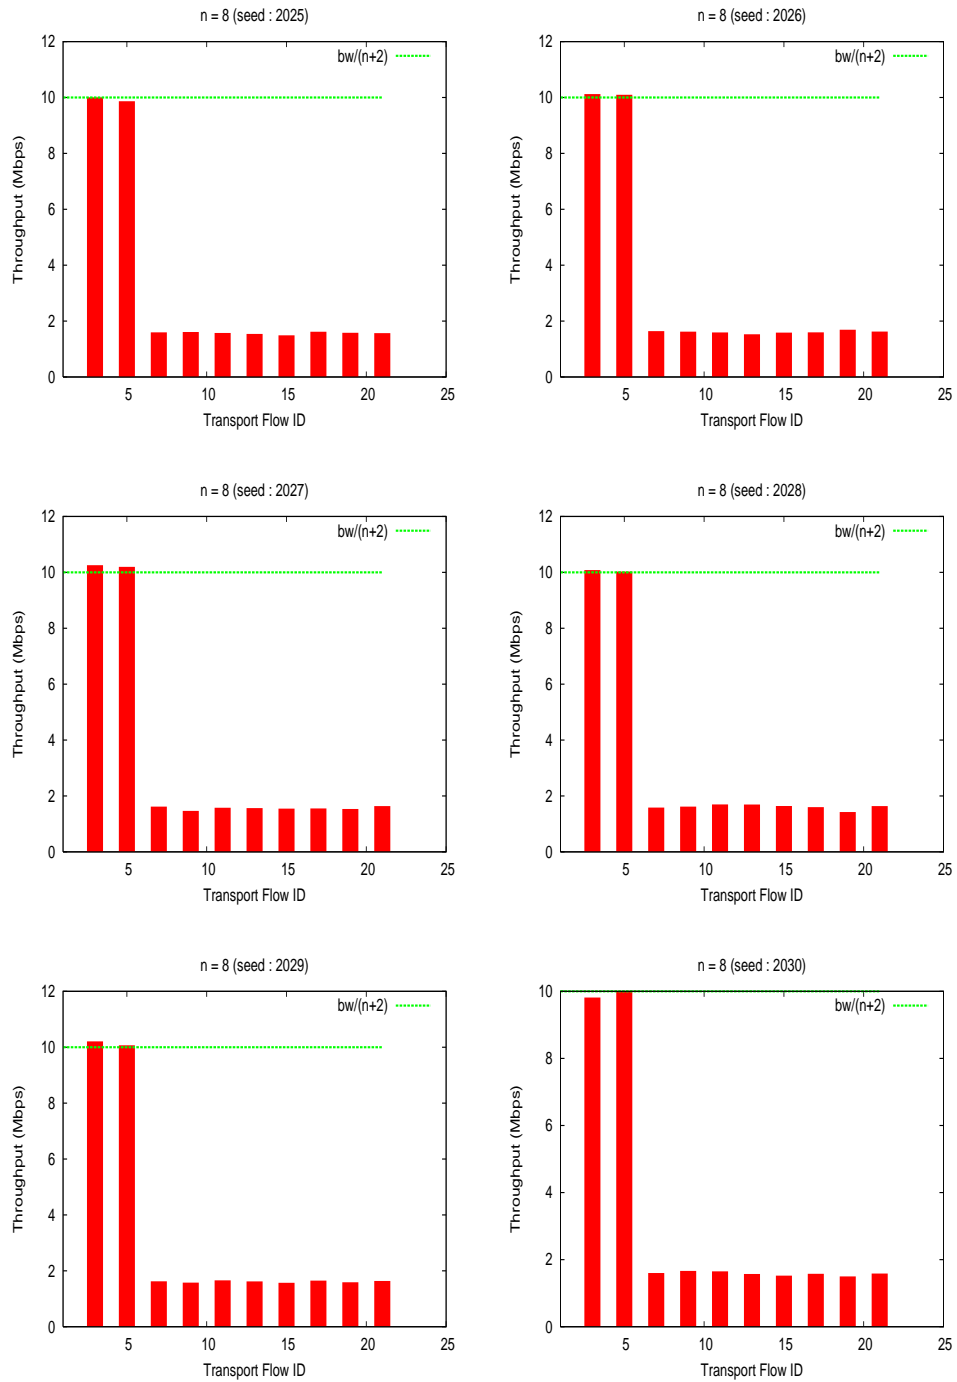 n = 8 (seed : 2025)
12
10
8
6
4
2
0
bw/(n+2)
Throughput (Mbps)
5 10 15 20 25
Transport Flow ID
n = 8 (seed : 2026)
12
10
8
6
4
2
0
bw/(n+2)
Throughput (Mbps)
5 10 15 20 25
Transport Flow ID
n = 8 (seed : 2027)
12
10
8
6
4
2
0
bw/(n+2)
Throughput (Mbps)
5 10 15 20 25
Transport Flow ID
n = 8 (seed : 2028)
12
10
8
6
4
2
0
bw/(n+2)
Throughput (Mbps)
5 10 15 20 25
Transport Flow ID
n = 8 (seed : 2029)
12
10
8
6
4
2
0
bw/(n+2)
Throughput (Mbps)
5 10 15 20 25
Transport Flow ID
n = 8 (seed : 2030)
10
8
6
4
2
0
bw/(n+2)
Throughput (Mbps)
5 10 15 20 25
Transport Flow ID